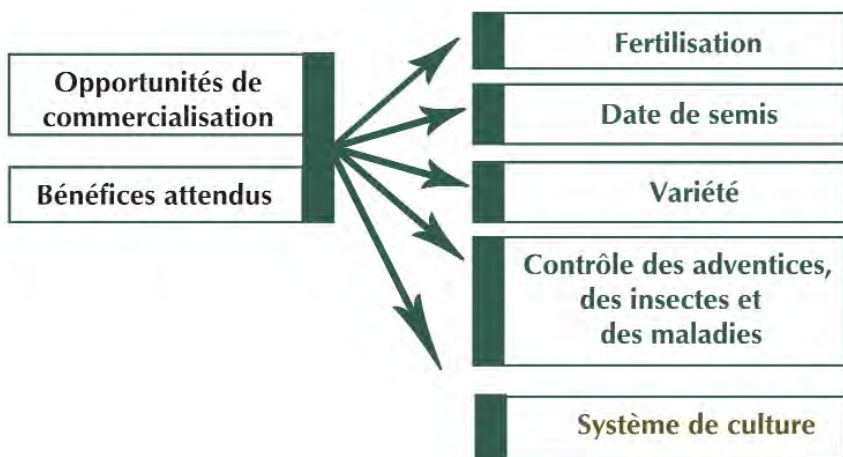 Opportunités de
commercialisation
Bénéfices attendus
Fertilisation
Date de semis
Variété
Contrôle des adventices,
des insectes et
des maladies
Système de culture